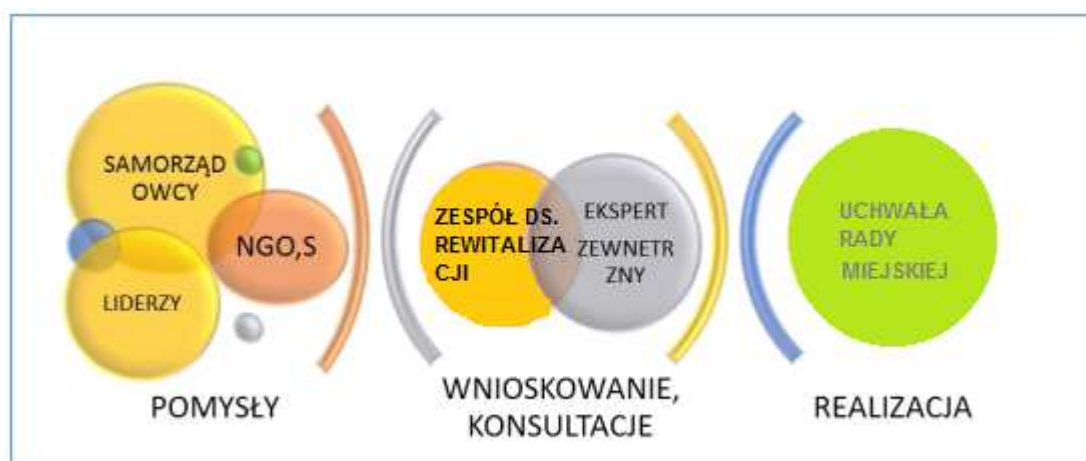 SAMORZĄD
OWCY
NGO,S
LIDERZY
POMYSŁY
ZESPÓŁ DS.
REWITALIZA
CJI
EKSPERT
ZEWNETR
ZNY
WNIOSKOWANIE,
KONSULTACJE
UCHWAŁA
RADY
MIEJSKIEJ
REALIZACJA